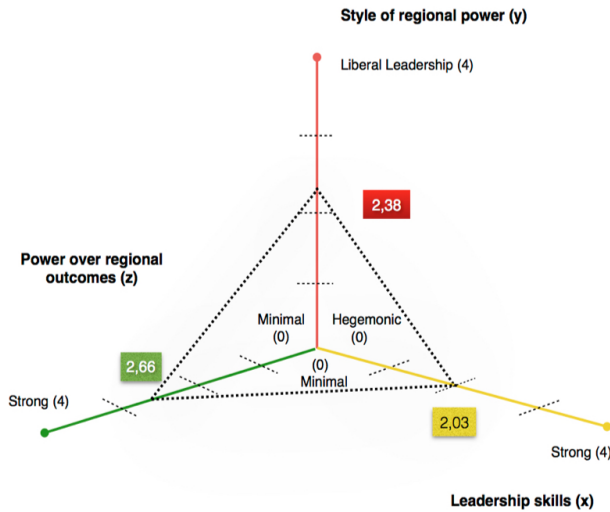 Style of regional power (y)
Liberal Leadership (4)
2,38
Power over regional
outcomes (z)
Minimal
(0)
Hegemonic
(0)
(0)
Minimal
2,66
Strong (4)
2,03
Strong (4)
Leadership skills (x)